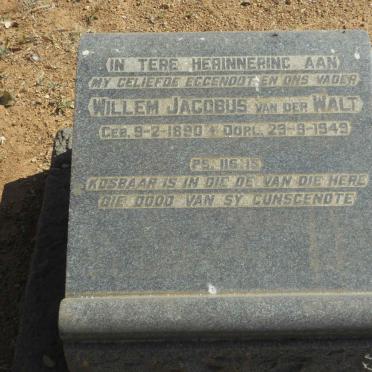 IN TERE HERINNERING AAN
MY GELIEFDE EGGENOOT EN ONS VADER
WILLEM JACOBUS VAN DER WALT
GEB. 9-2-1890 + OORL. 29-9-1949
PS. 116:15
KOSBAAR IS IN DIE OË VAN DIE HERE
DIE DOOD VAN SY GUNSGENOTE